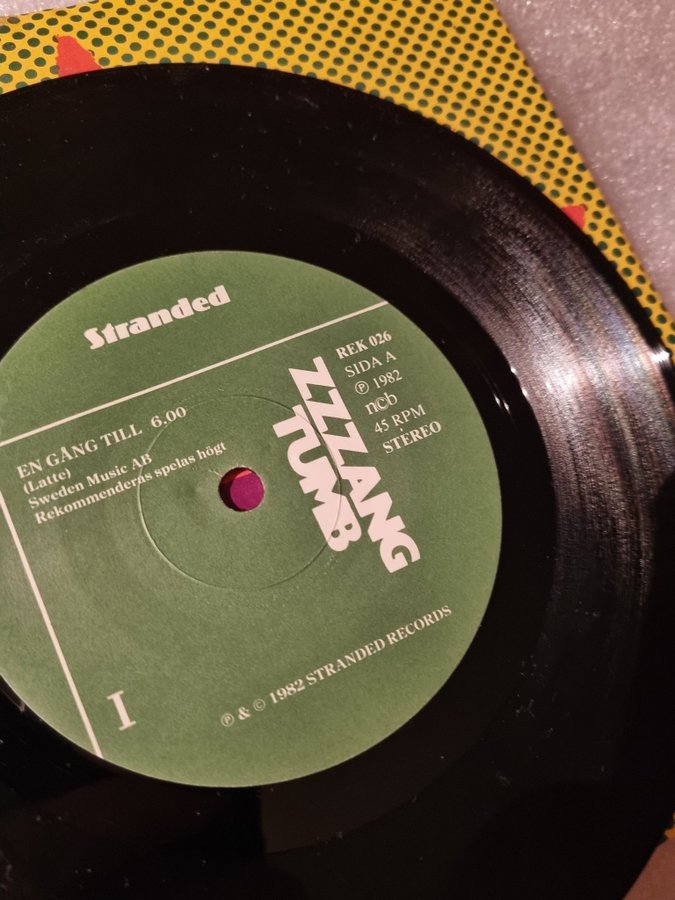 Stranded
REK 026
SIDA A
℗ 1982
n©b
45 RPM
STEREO
ZZZANG
TUMB
EN GÅNG TILL 6,00
(Latte)
Sweden Music AB
Rekommenderas spelas högt
I
℗ & © 1982 STRANDED RECORDS